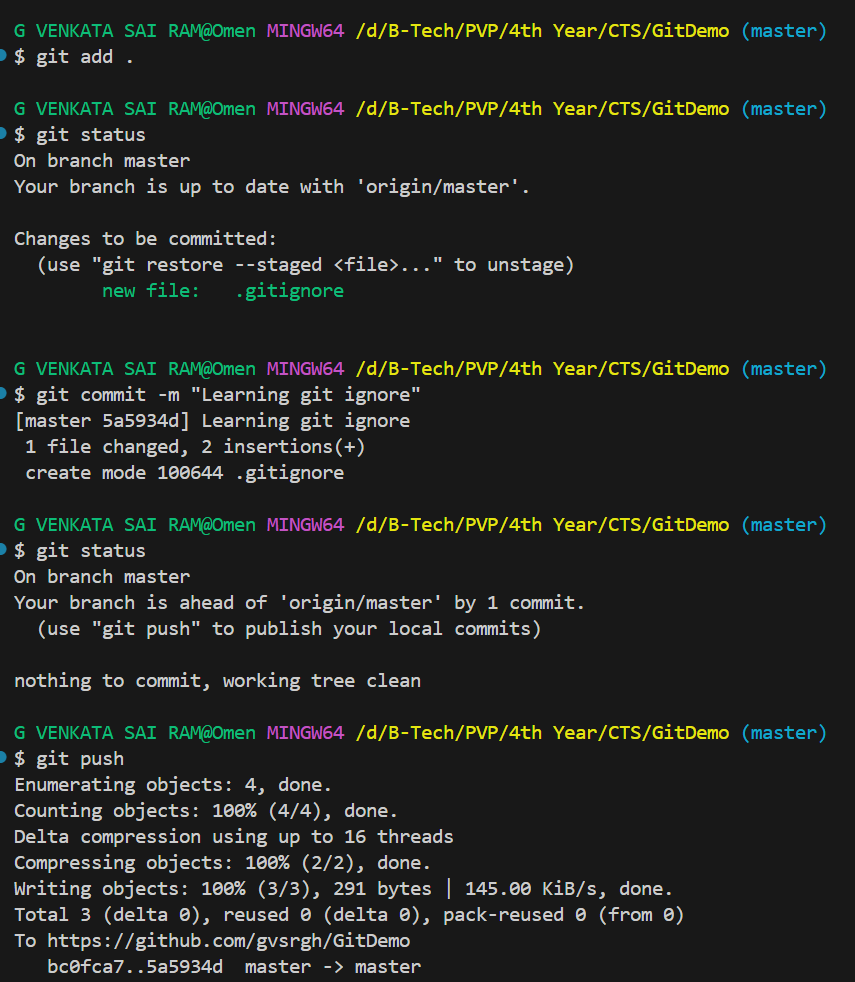 G VENKATA SAI RAM@Omen MINGW64 /d/B-Tech/PVP/4th Year/CTS/GitDemo (master)
$ git add .
G VENKATA SAI RAM@Omen MINGW64 /d/B-Tech/PVP/4th Year/CTS/GitDemo (master)
$ git status
On branch master
Your branch is up to date with 'origin/master'.
Changes to be committed:
  (use "git restore --staged <file>..." to unstage)
        new file:   .gitignore
G VENKATA SAI RAM@Omen MINGW64 /d/B-Tech/PVP/4th Year/CTS/GitDemo (master)
$ git commit -m "Learning git ignore"
[master 5a5934d] Learning git ignore
 1 file changed, 2 insertions(+)
 create mode 100644 .gitignore
G VENKATA SAI RAM@Omen MINGW64 /d/B-Tech/PVP/4th Year/CTS/GitDemo (master)
$ git status
On branch master
Your branch is ahead of 'origin/master' by 1 commit.
  (use "git push" to publish your local commits)
nothing to commit, working tree clean
G VENKATA SAI RAM@Omen MINGW64 /d/B-Tech/PVP/4th Year/CTS/GitDemo (master)
$ git push
Enumerating objects: 4, done.
Counting objects: 100% (4/4), done.
Delta compression using up to 16 threads
Compressing objects: 100% (2/2), done.
Writing objects: 100% (3/3), 291 bytes | 145.00 KiB/s, done.
Total 3 (delta 0), reused 0 (delta 0), pack-reused 0 (from 0)
To https://github.com/gvsrgh/GitDemo
   bc0fca7..5a5934d  master -> master